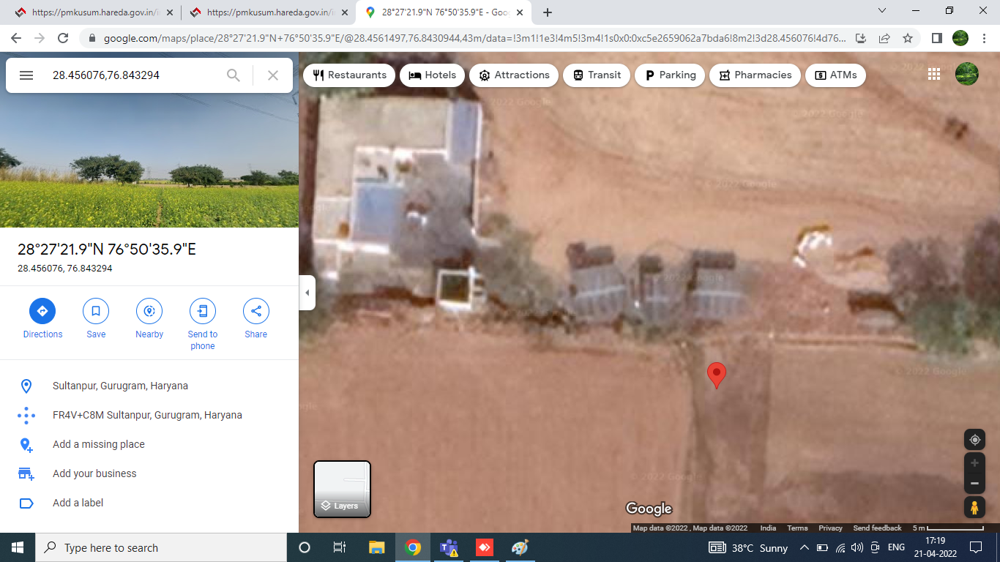 https://pmkusum.hareda.gov.in/i
https://pmkusum.hareda.gov.in/i
28°27'21.9"N 76°50'35.9"E - Goo
google.com/maps/place/28°27'21.9"N+76°50'35.9"E/@28.4561497,76.8430944,43m/data=!3m1!1e3!4m5!3m4!1s0x0:0xc5e2659062a7bda6!8m2!3d28.456076!4d76...
28.456076,76.843294
Restaurants
Hotels
Attractions
Transit
Parking
Pharmacies
ATMs
28°27'21.9"N 76°50'35.9"E
28.456076, 76.843294
Directions
Save
Nearby
Send to
phone
Share
Sultanpur, Gurugram, Haryana
FR4V+C8M Sultanpur, Gurugram, Haryana
Add a missing place
Add your business
Add a label
© 2022 Google
2022 Google
© 2022 Google
© 2022 Google
© 2022 Google
© 2022 Google
Layers
Google
Map data ©2022 , Map data ©2022
India
Terms
Privacy
Send feedback
5 m
Type here to search
38°C Sunny
ENG
17:19
21-04-2022